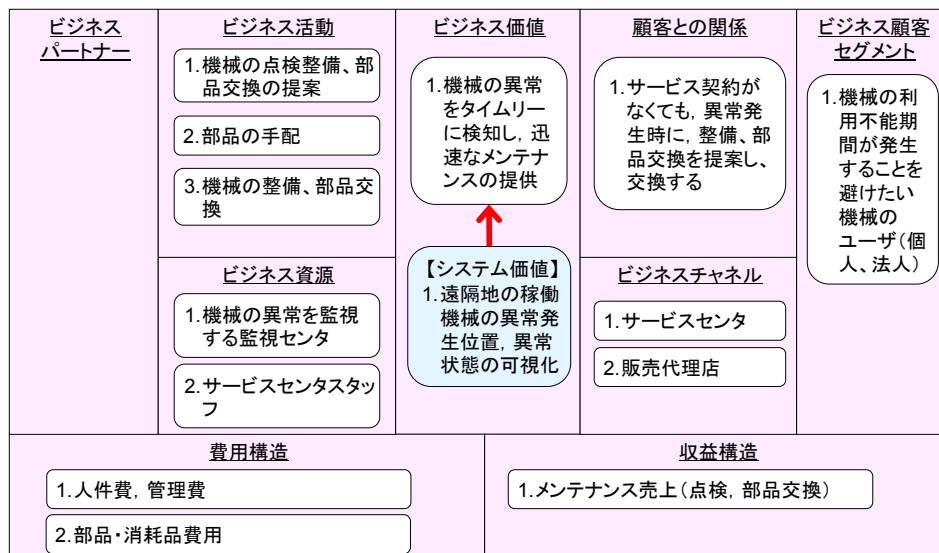 ビジネス
パートナー
ビジネス活動
1.機械の点検整備、部
品交換の提案
2.部品の手配
3.機械の整備、部品交
換
ビジネス資源
1.機械の異常を監視
する監視センタ
2.サービスセンタスタッ
フ
ビジネス価値
1.機械の異常
をタイムリー
に検知し，迅
速なメンテナ
ンスの提供
【システム価値】
1.遠隔地の稼働
機械の異常発
生位置，異常
状態の可視化
顧客との関係
1.サービス契約が
なくても，異常発
生時に，整備、部
品交換を提案し、
交換する
ビジネスチャネル
1.サービスセンタ
2.販売代理店
ビジネス顧客
セグメント
1.機械の利
用不能期
間が発生
することを
避けたい
機械の
ユーザ（個
人、法人）
費用構造
1.人件費，管理費
2.部品・消耗品費用
収益構造
1.メンテナンス売上（点検，部品交換）